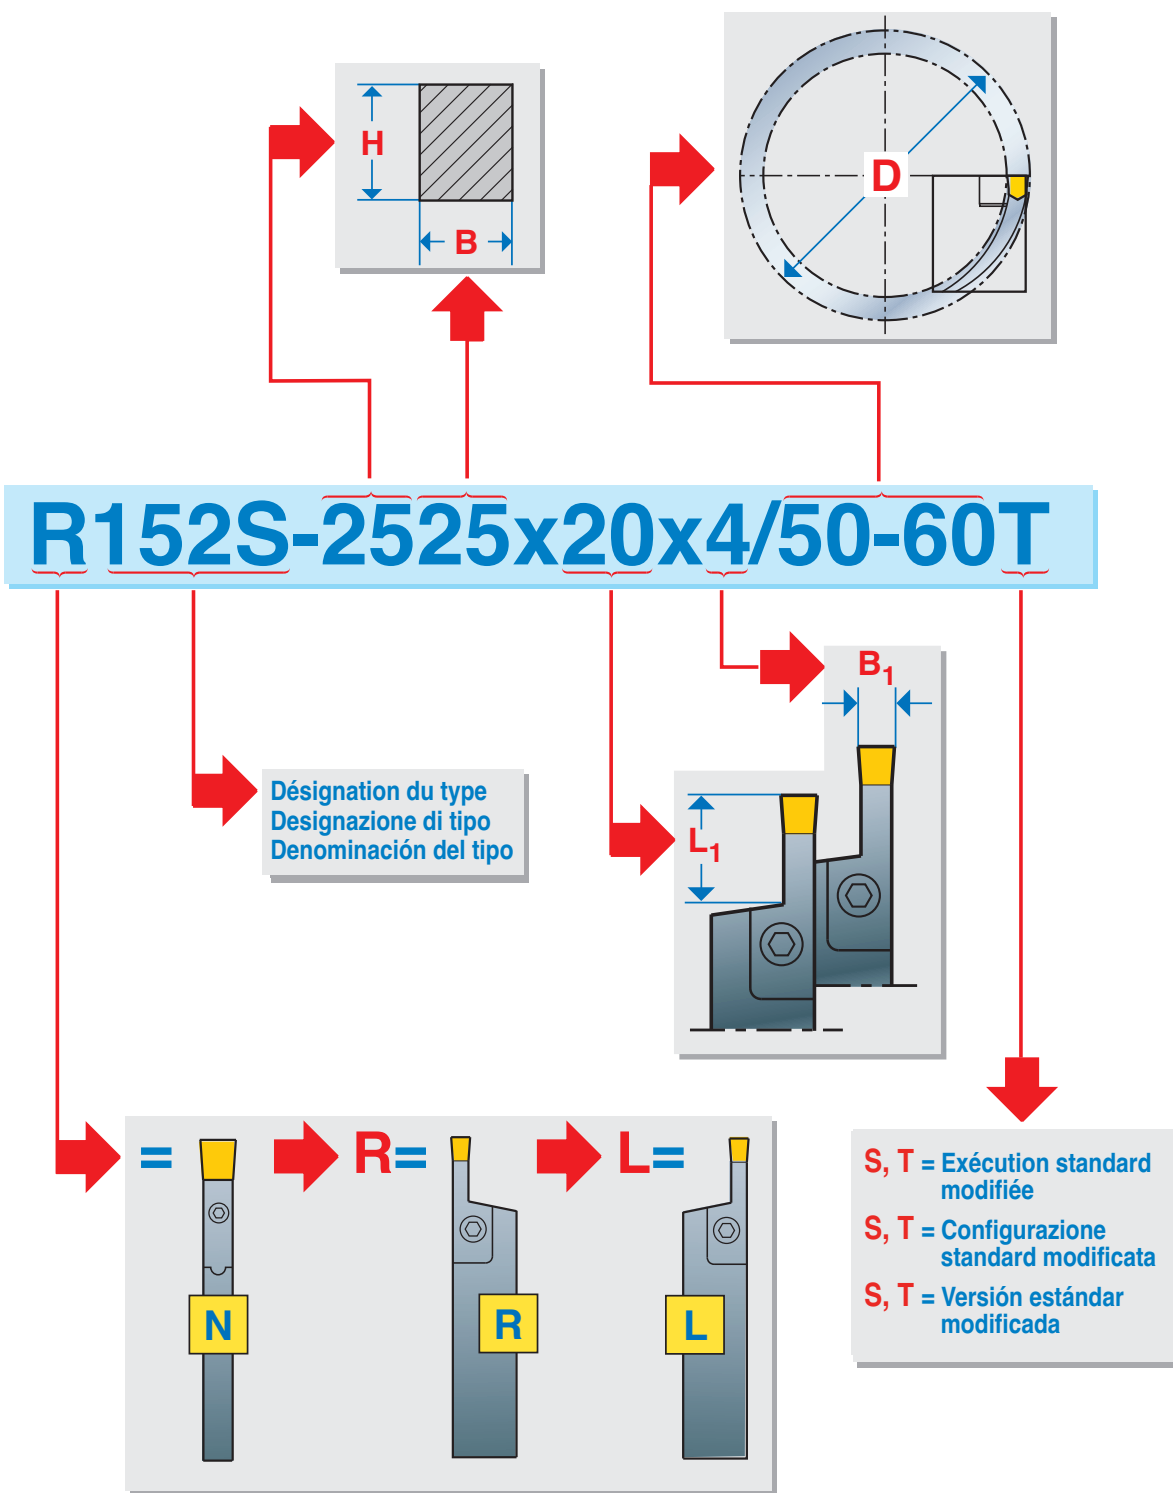 H
B
D
R152S-2525x20x4/50-60T
B1
L1
Désignation du type
Designazione di tipo
Denominación del tipo
= R= L=
N R L
S, T = Exécution standard
modifiée
S, T = Configurazione
standard modificata
S, T = Versión estándar
modificada